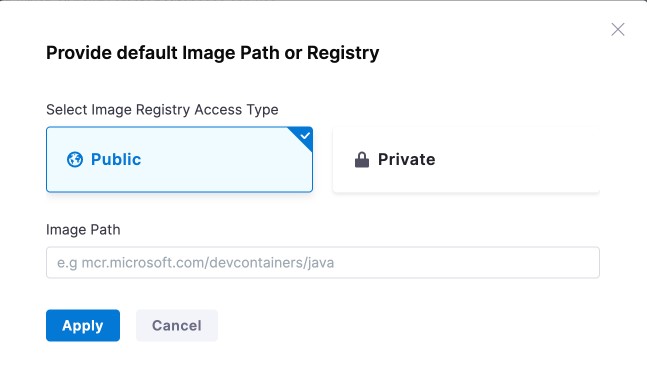 Provide default Image Path or Registry
Select Image Registry Access Type
Public
Private
Image Path
e.g mcr.microsoft.com/devcontainers/java
Apply
Cancel